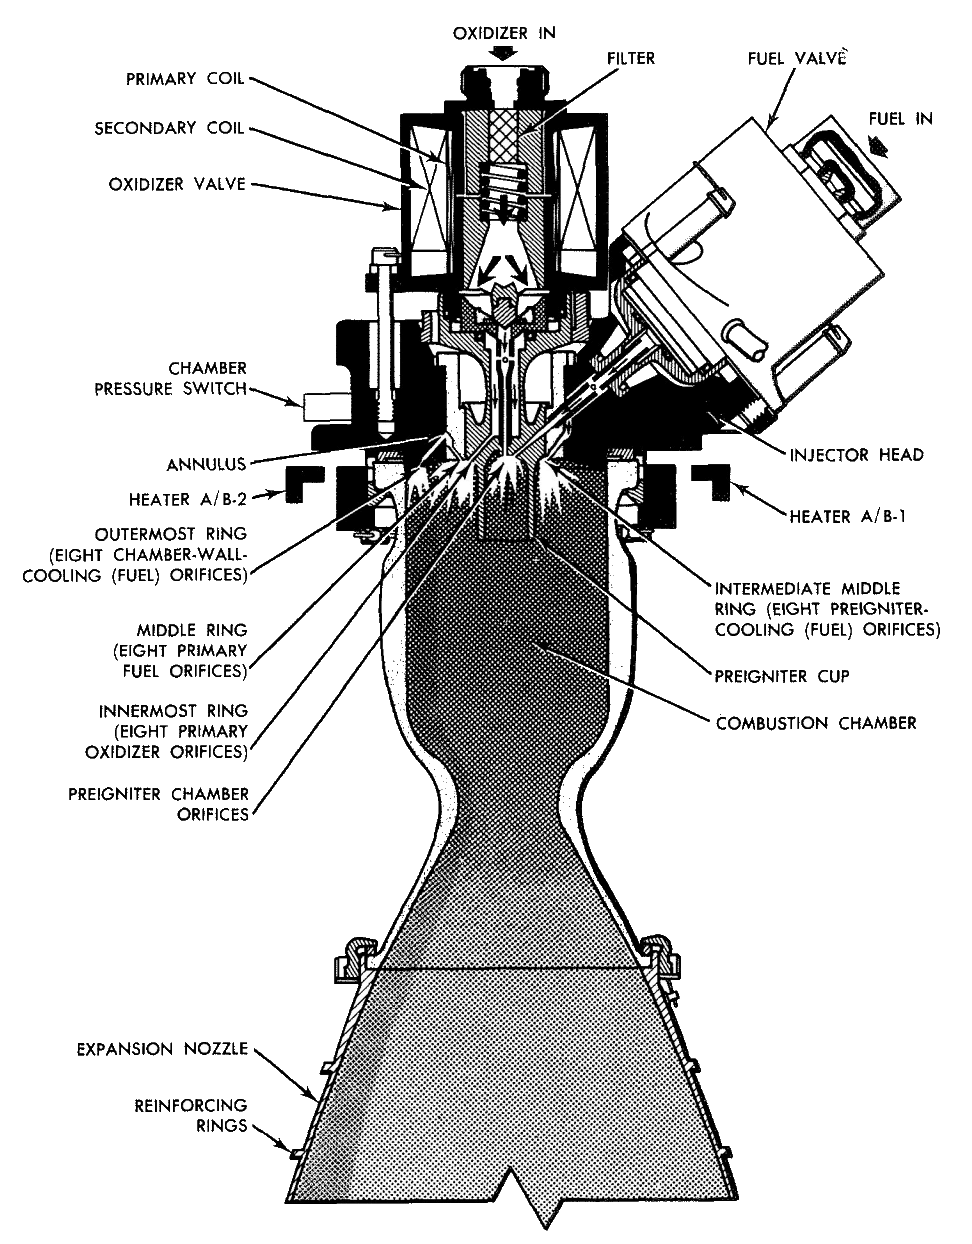 OXIDIZER IN
FILTER
FUEL VALVE
PRIMARY COIL
FUEL IN
SECONDARY COIL
OXIDIZER VALVE
CHAMBER
PRESSURE SWITCH
INJECTOR HEAD
ANNULUS
HEATER A/B-2
HEATER A/B-1
OUTERMOST RING
(EIGHT CHAMBER-WALL-
COOLING (FUEL) ORIFICES)
INTERMEDIATE MIDDLE
RING (EIGHT PREIGNITER-
COOLING (FUEL) ORIFICES)
MIDDLE RING
(EIGHT PRIMARY
FUEL ORIFICES)
PREIGNITER CUP
INNERMOST RING
(EIGHT PRIMARY
OXIDIZER ORIFICES)
COMBUSTION CHAMBER
PREIGNITER CHAMBER
ORIFICES
EXPANSION NOZZLE
REINFORCING
RINGS